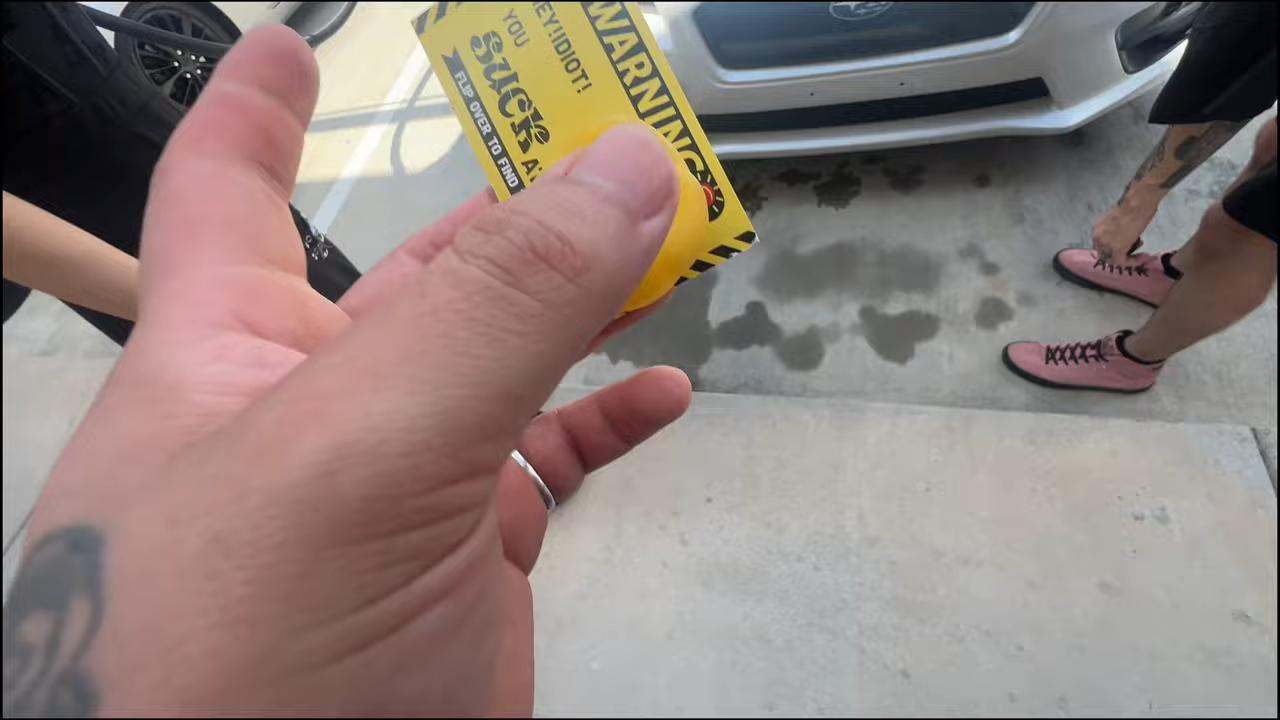 WARNING
HEY! IDIOT!
YOU
SUCK
FLIP OVER TO FIND